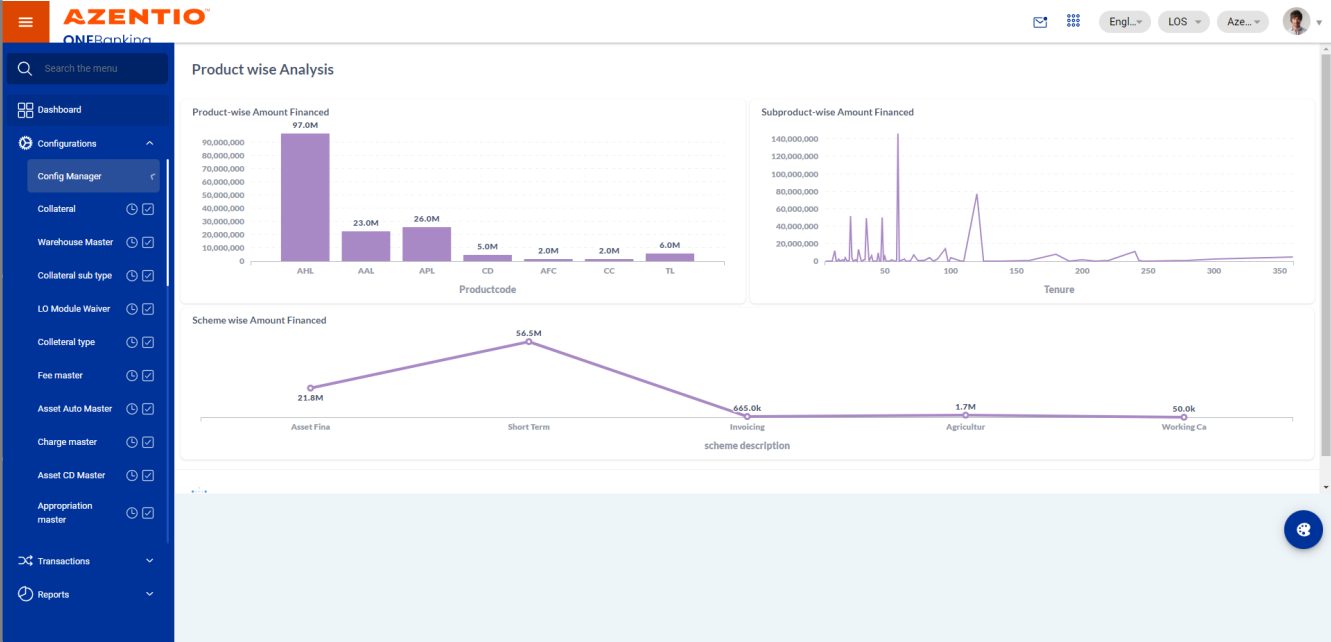 AZENTIO
ONEBanking
Engl...
LOS
Aze...
Search the menu
Dashboard
Configurations
Config Manager
Collateral
Warehouse Master
Collateral sub type
LO Module Waiver
Colleteral type
Fee master
Asset Auto Master
Charge master
Asset CD Master
Appropriation
master
Transactions
Reports
Product wise Analysis
Product-wise Amount Financed
97.0M
90,000,000
80,000,000
70,000,000
60,000,000
50,000,000
40,000,000
30,000,000
20,000,000
10,000,000
0
23.0M
26.0M
5.0M
2.0M
2.0M
6.0M
AHL
AAL
APL
CD
AFC
CC
TL
Productcode
Subproduct-wise Amount Financed
140,000,000
120,000,000
100,000,000
80,000,000
60,000,000
40,000,000
20,000,000
0
50
100
150
200
250
300
350
Tenure
Scheme wise Amount Financed
21.8M
56.5M
665.0k
1.7M
50.0k
Asset Fina
Short Term
Invoicing
Agricultur
Working Ca
scheme description